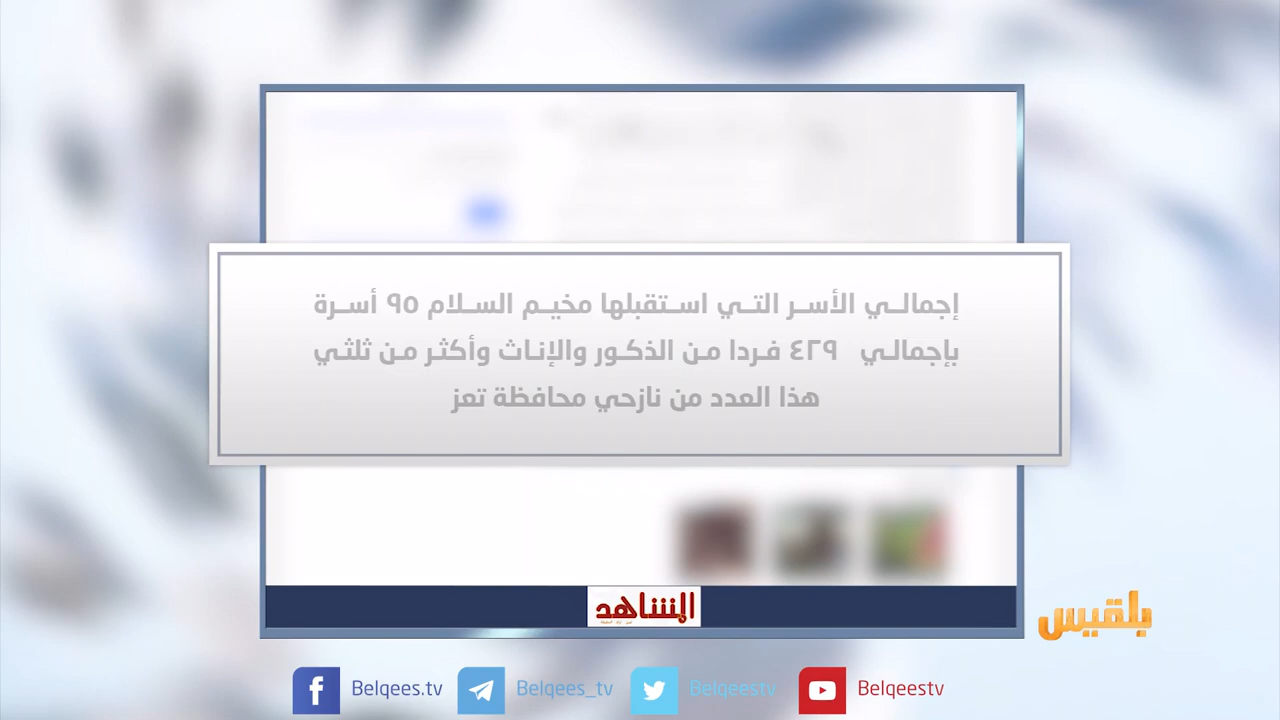 إجمالي الأسر التي استقبلها مخيم السلام ٩٥ أسرة
بإجمالي ٤٢٩ فردا من الذكور والإناث وأكثر من ثلثي
هذا العدد من نازحي محافظة تعز
المشاهد
بلقيس
Belqees.tv
Belqees_tv
Belqeestv
Belqeestv